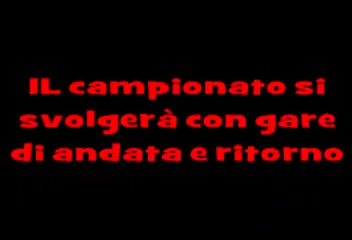 IL campionato si
svolgerà con gare
di andata e ritorno